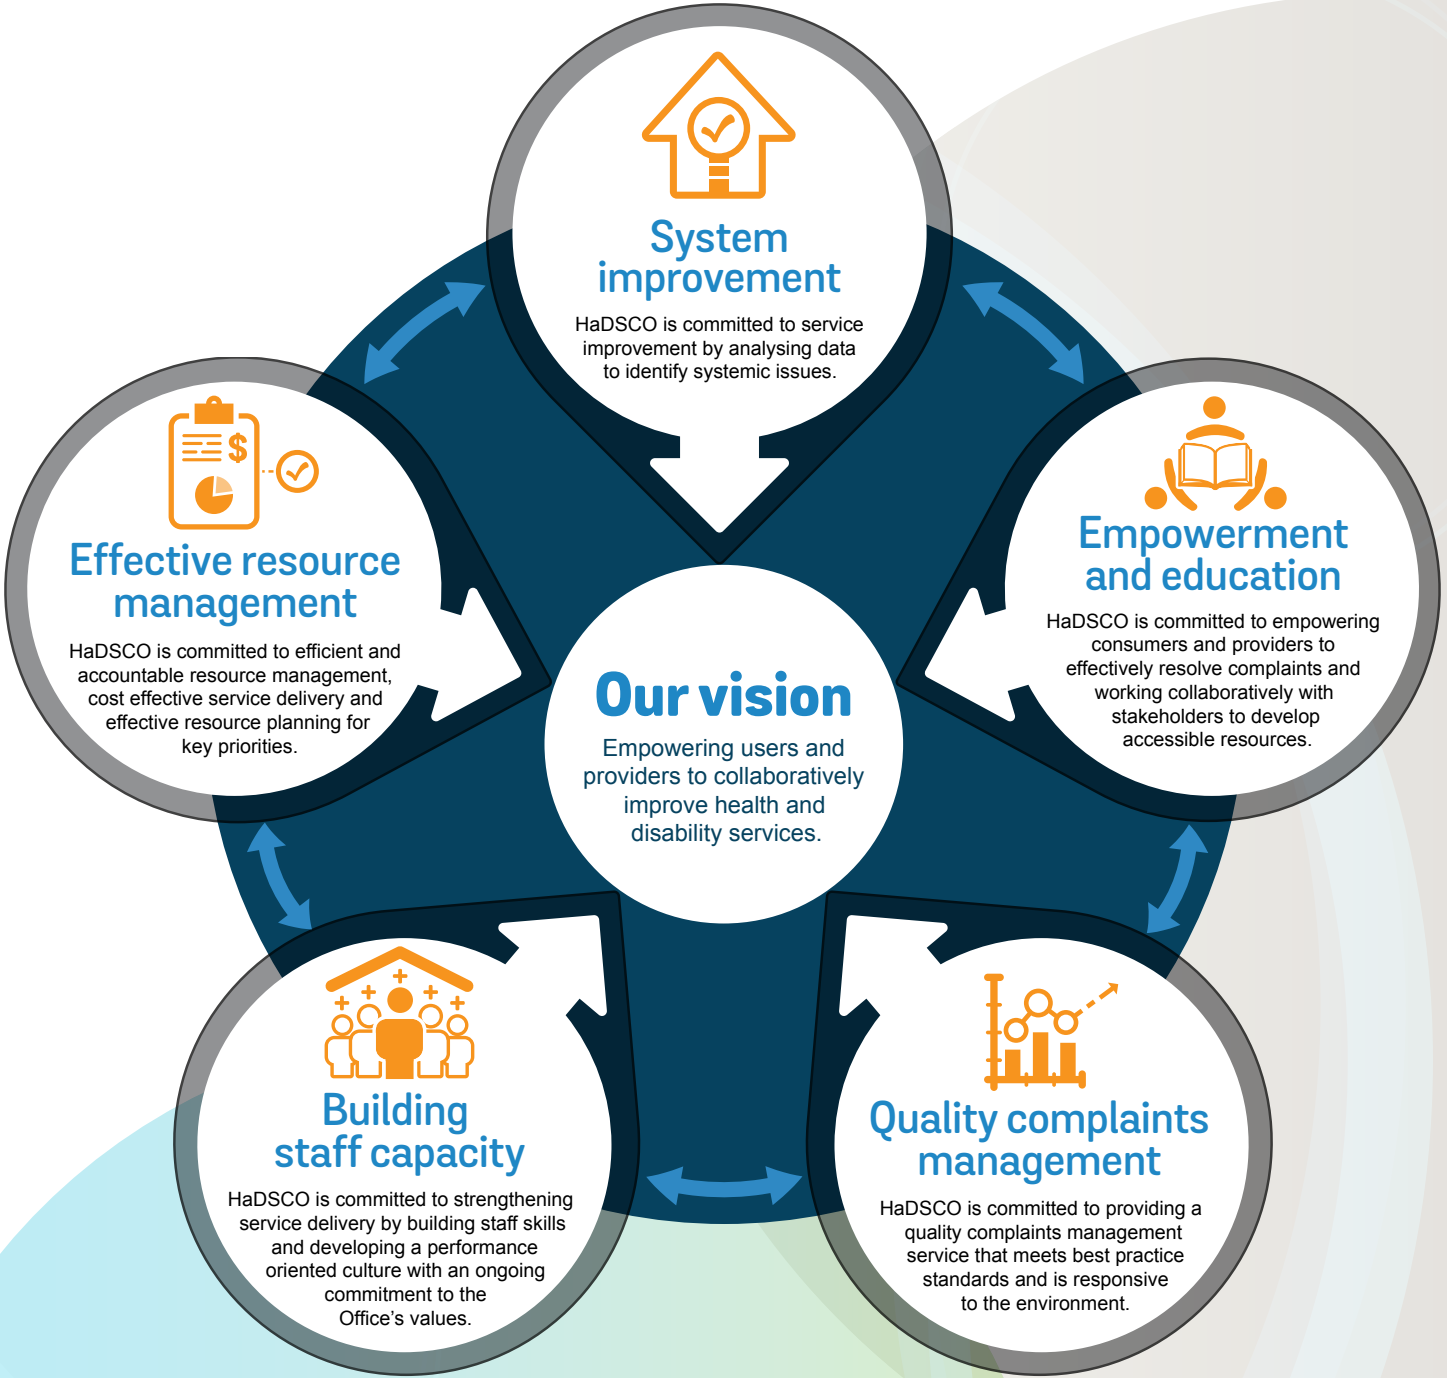 System
improvement
HaDSCO is committed to service
improvement by analysing data
to identify systemic issues.
Effective resource
management
HaDSCO is committed to efficient and
accountable resource management,
cost effective service delivery and
effective resource planning for
key priorities.
$
Empowerment
and education
HaDSCO is committed to empowering
consumers and providers to
effectively resolve complaints and
working collaboratively with
stakeholders to develop
accessible resources.
Our vision
Empowering users and
providers to collaboratively
improve health and
disability services.
Building
staff capacity
HaDSCO is committed to strengthening
service delivery by building staff skills
and developing a performance
oriented culture with an ongoing
commitment to the
Office’s values.
Quality complaints
management
HaDSCO is committed to providing a
quality complaints management
service that meets best practice
standards and is responsive
to the environment.